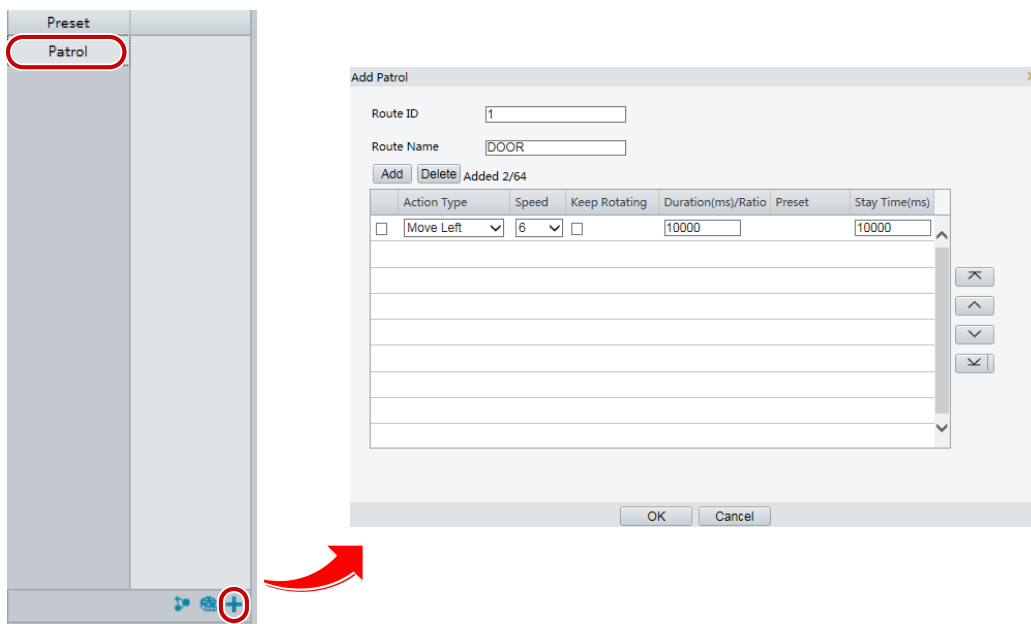 Preset
Patrol
Add Patrol
Route ID 1
Route Name DOOR
Add Delete Added 2/64
Action Type Speed Keep Rotating Duration(ms)/Ratio Preset Stay Time(ms)
Move Left 6 10000 10000
OK Cancel